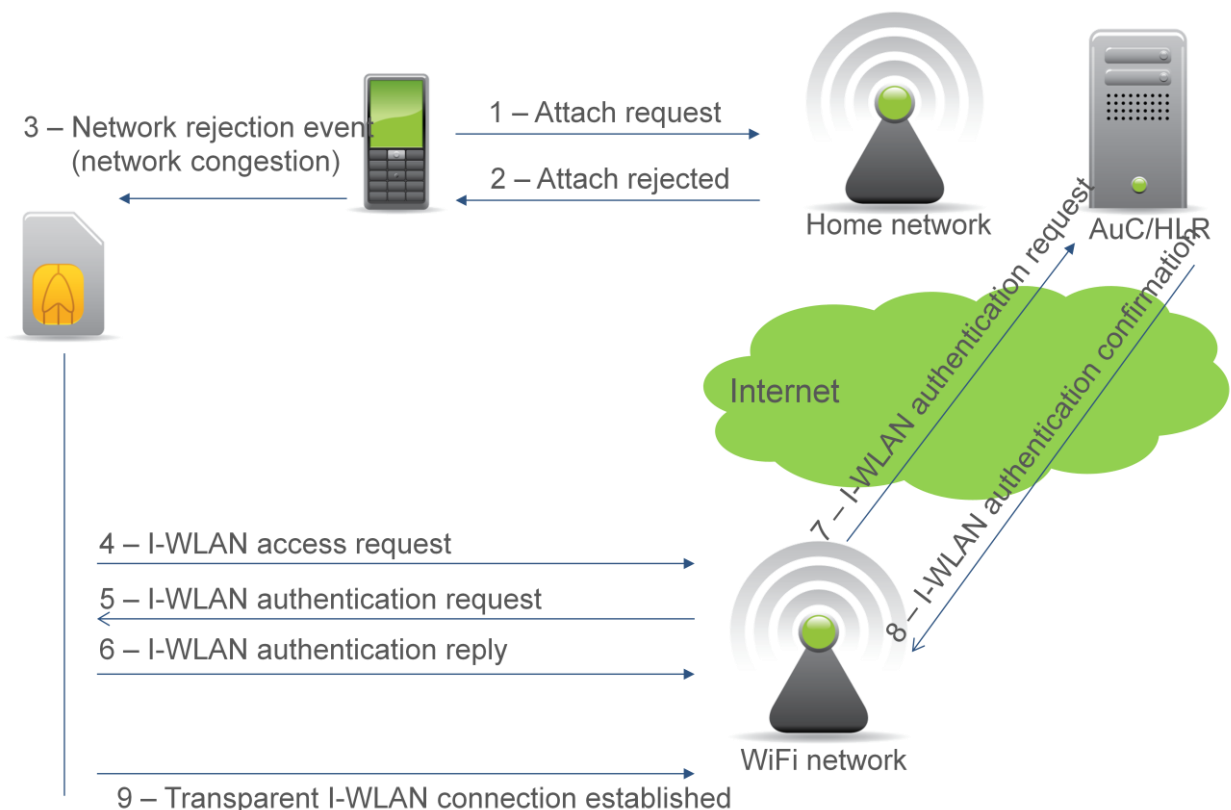 1 – Attach request
3 – Network rejection event
(network congestion)
2 – Attach rejected
Home network
AuC/HLR
Internet
7 – I-WLAN authentication request
8 – I-WLAN authentication confirmation
4 – I-WLAN access request
5 – I-WLAN authentication request
6 – I-WLAN authentication reply
WiFi network
9 – Transparent I-WLAN connection established